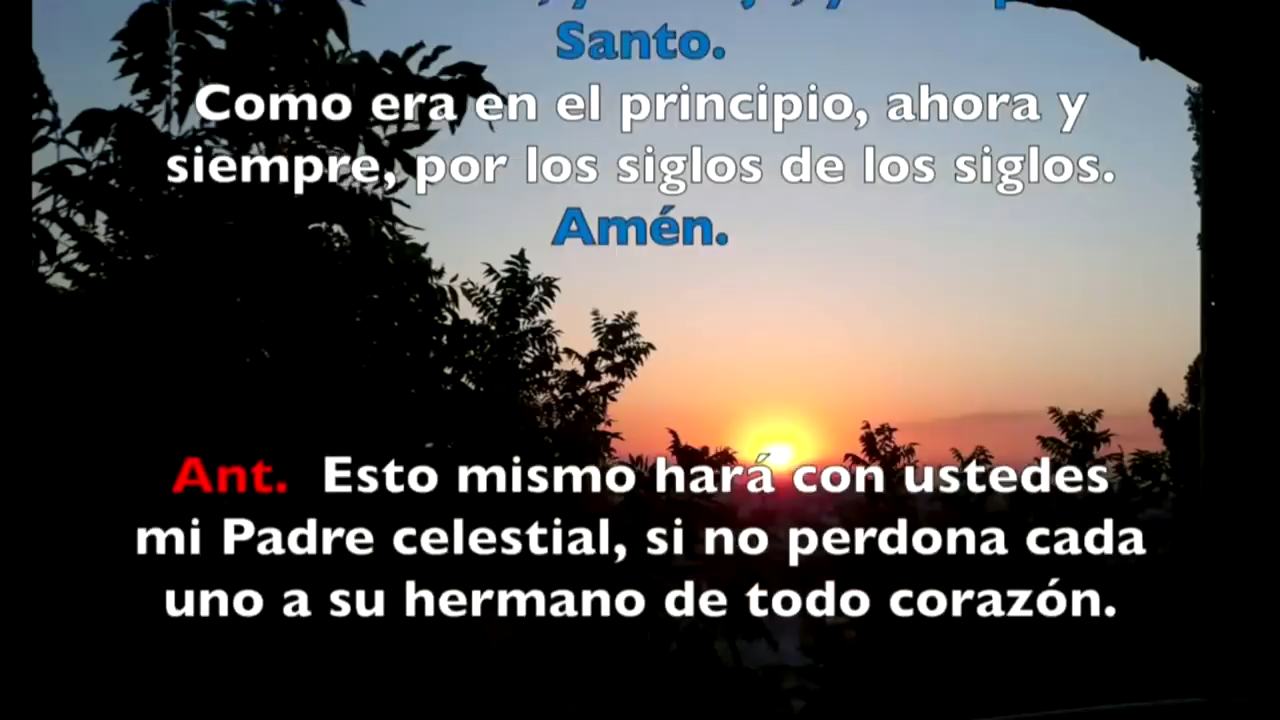 Santo.
Como era en el principio, ahora y
siempre, por los siglos de los siglos.
Amén.
Ant. Esto mismo hará con ustedes
mi Padre celestial, si no perdona cada
uno a su hermano de todo corazón.